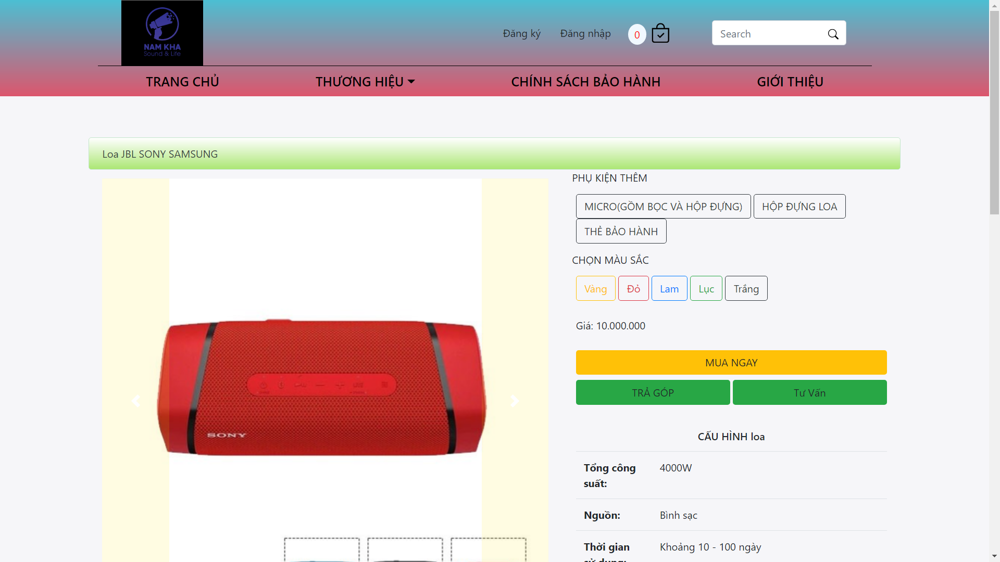 NAM KHA
Sound & Life
Đăng ký
Đăng nhập
0
Search
TRANG CHỦ
THƯƠNG HIỆU
CHÍNH SÁCH BẢO HÀNH
GIỚI THIỆU
Loa JBL SONY SAMSUNG
SONY
PHỤ KIỆN THÊM
MICRO(GỒM BỌC VÀ HỘP ĐỰNG)
HỘP ĐỰNG LOA
THẺ BẢO HÀNH
CHỌN MÀU SẮC
Vàng
Đỏ
Lam
Lục
Trắng
Giá: 10.000.000
MUA NGAY
TRẢ GÓP
Tư Vấn
CẤU HÌNH loa
Tổng công
suất:
4000W
Nguồn:
Bình sạc
Thời gian
sử dụng:
Khoảng 10 - 100 ngày